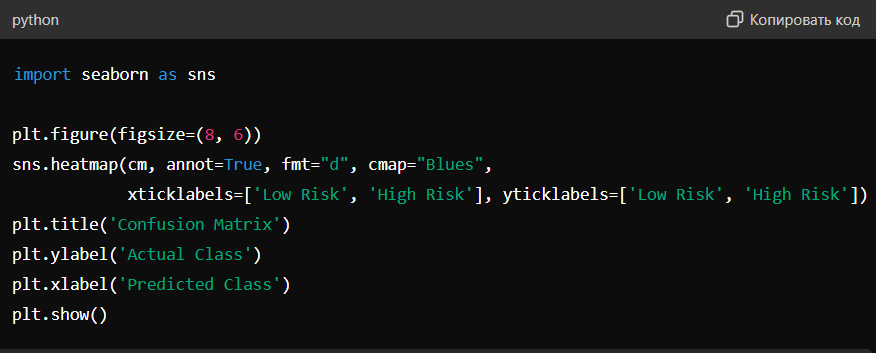 python
Копировать код
import seaborn as sns
plt.figure(figsize=(8, 6))
sns.heatmap(cm, annot=True, fmt="d", cmap="Blues",
            xticklabels=['Low Risk', 'High Risk'], yticklabels=['Low Risk', 'High Risk'])
plt.title('Confusion Matrix')
plt.ylabel('Actual Class')
plt.xlabel('Predicted Class')
plt.show()